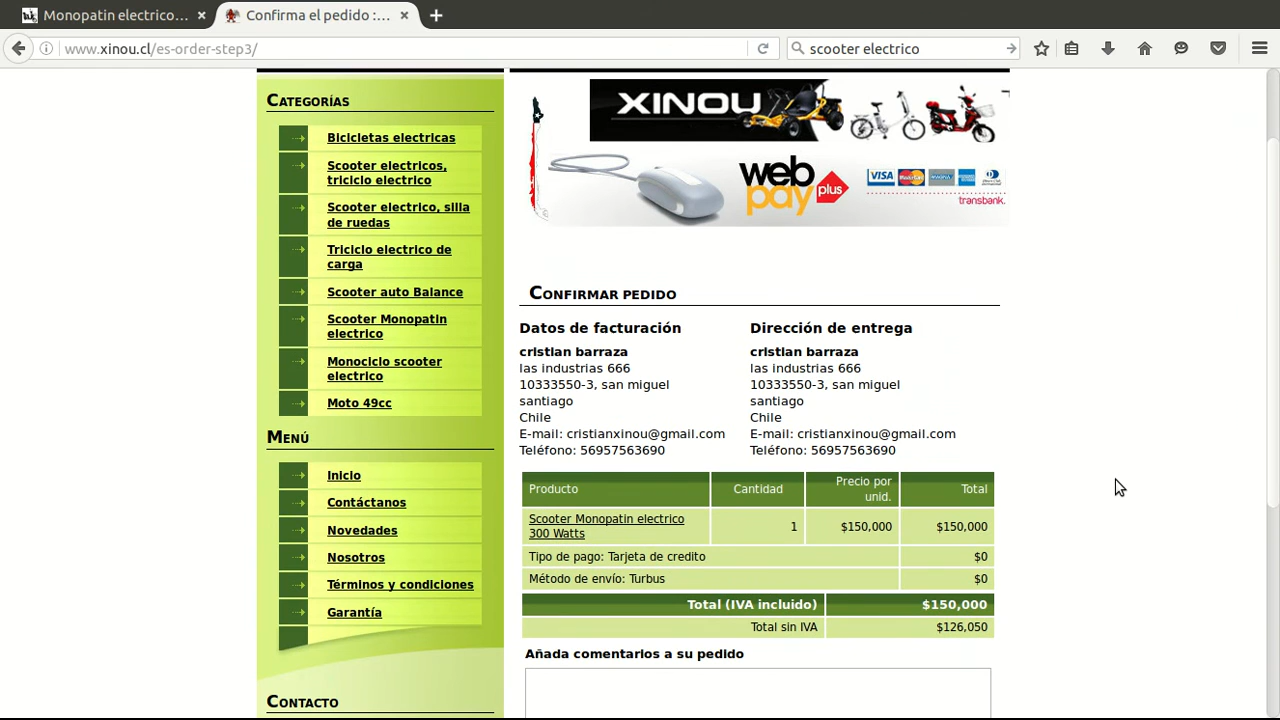 Monopatin electrico...
Confirma el pedido :...
www.xinou.cl/es-order-step3/
scooter electrico
CATEGORÍAS
Bicicletas electricas
Scooter electricos,
triciclo electrico
Scooter electrico, silla
de ruedas
Triciclo electrico de
carga
Scooter auto Balance
Scooter Monopatin
electrico
Monociclo scooter
electrico
Moto 49cc
MENÚ
Inicio
Contáctanos
Novedades
Nosotros
Términos y condiciones
Garantía
CONTACTO
XINOU
web
pay plus
VISA
transbank.
CONFIRMAR PEDIDO
Datos de facturación
cristian barraza
las industrias 666
10333550-3, san miguel
santiago
Chile
E-mail: cristianxinou@gmail.com
Teléfono: 56957563690
Dirección de entrega
cristian barraza
las industrias 666
10333550-3, san miguel
santiago
Chile
E-mail: cristianxinou@gmail.com
Teléfono: 56957563690
Producto Cantidad Precio por unid. Total
Scooter Monopatin electrico
300 Watts 1 $150,000 $150,000
Tipo de pago: Tarjeta de credito $0
Método de envío: Turbus $0
Total (IVA incluido) $150,000
Total sin IVA $126,050
Añada comentarios a su pedido